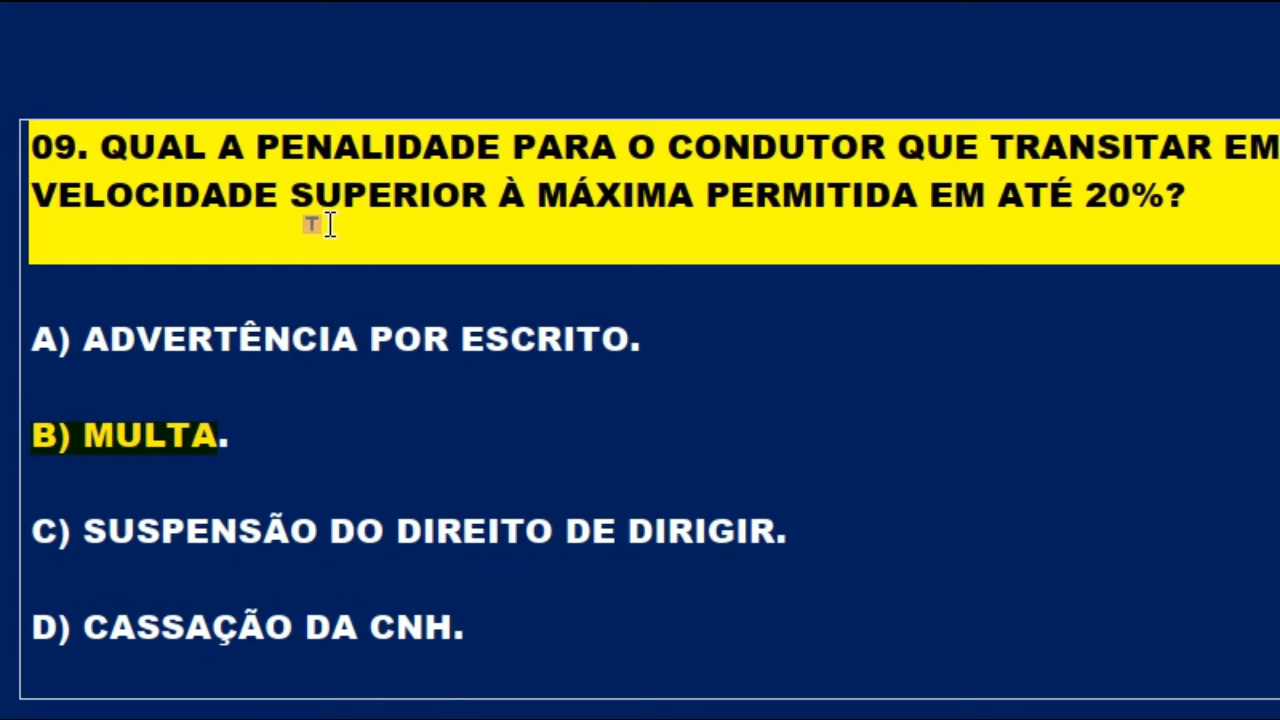 09. QUAL A PENALIDADE PARA O CONDUTOR QUE TRANSITAR EM
VELOCIDADE SUPERIOR À MÁXIMA PERMITIDA EM ATÉ 20%?
T
A) ADVERTÊNCIA POR ESCRITO.
B) MULTA.
C) SUSPENSÃO DO DIREITO DE DIRIGIR.
D) CASSAÇÃO DA CNH.